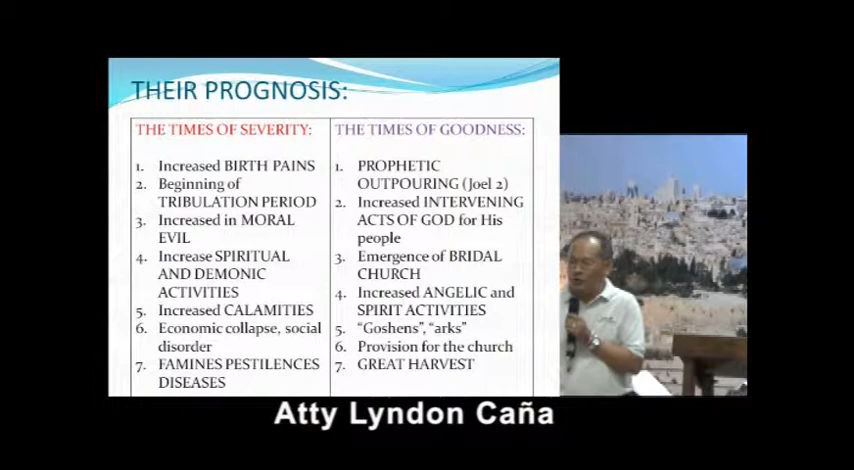 THEIR PROGNOSIS:
THE TIMES OF SEVERITY:
1. Increased BIRTH PAINS
2. Beginning of
TRIBULATION PERIOD
3. Increased in MORAL
EVIL
4. Increase SPIRITUAL
AND DEMONIC
ACTIVITIES
5. Increased CALAMITIES
6. Economic collapse, social
disorder
7. FAMINES PESTILENCES
DISEASES
THE TIMES OF GOODNESS:
1. PROPHETIC
OUTPOURING (Joel 2)
2. Increased INTERVENING
ACTS OF GOD for His
people
3. Emergence of BRIDAL
CHURCH
4. Increased ANGELIC and
SPIRIT ACTIVITIES
5. “Goshens”, “arks”
6. Provision for the church
7. GREAT HARVEST
Atty Lyndon Caña